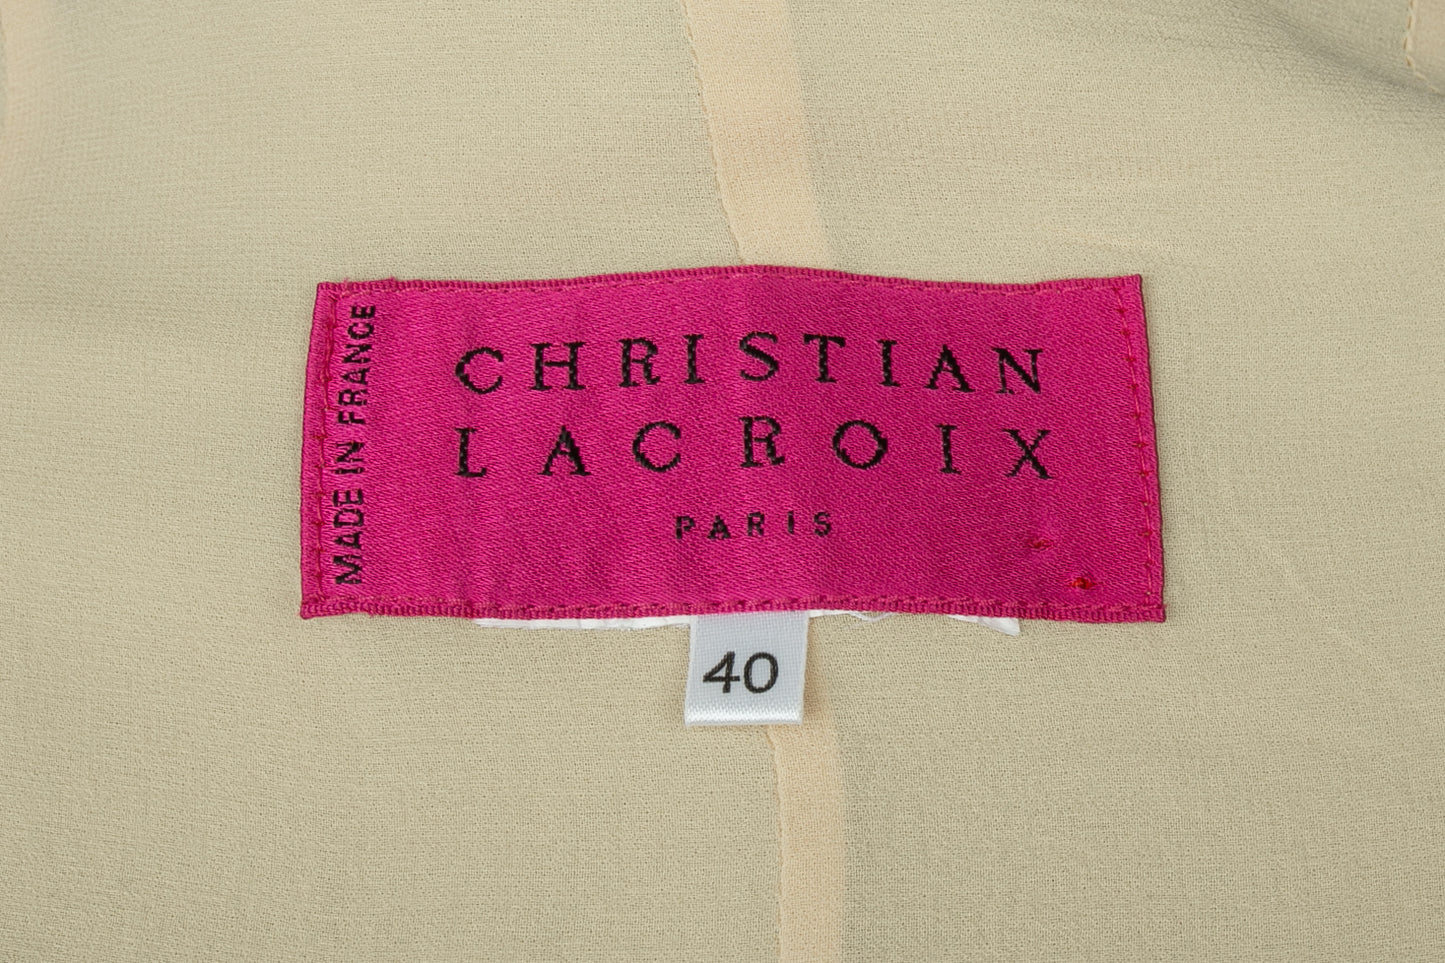 MADE IN FRANCE
CHRISTIAN
LACROIX
PARIS
40